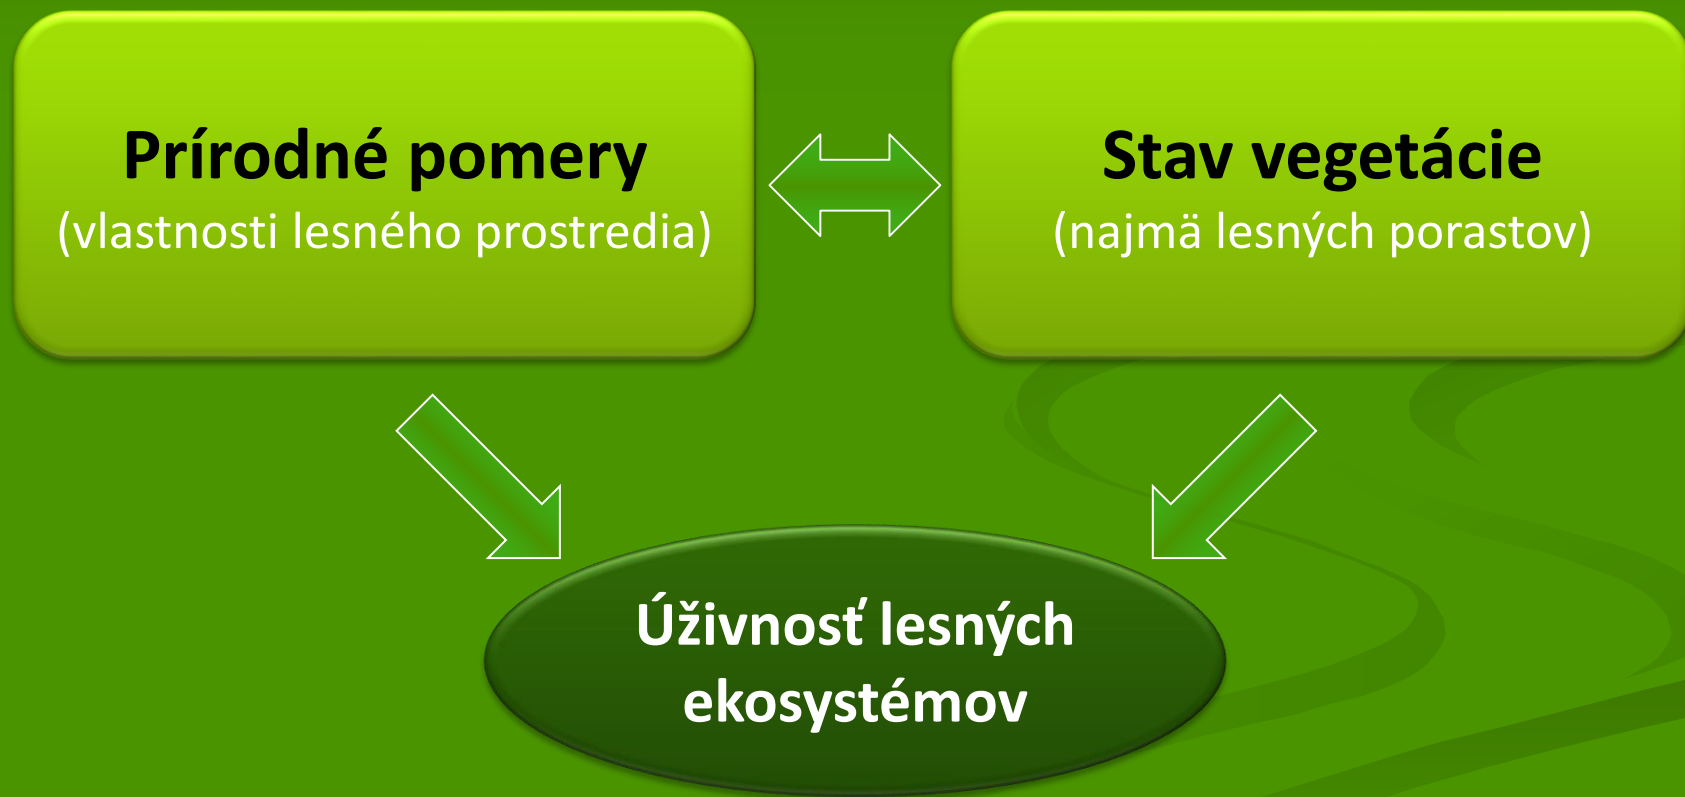 Prírodné pomery
(vlastnosti lesného prostredia)
Stav vegetácie
(najmä lesných porastov)
Úživnosť lesných
ekosystémov